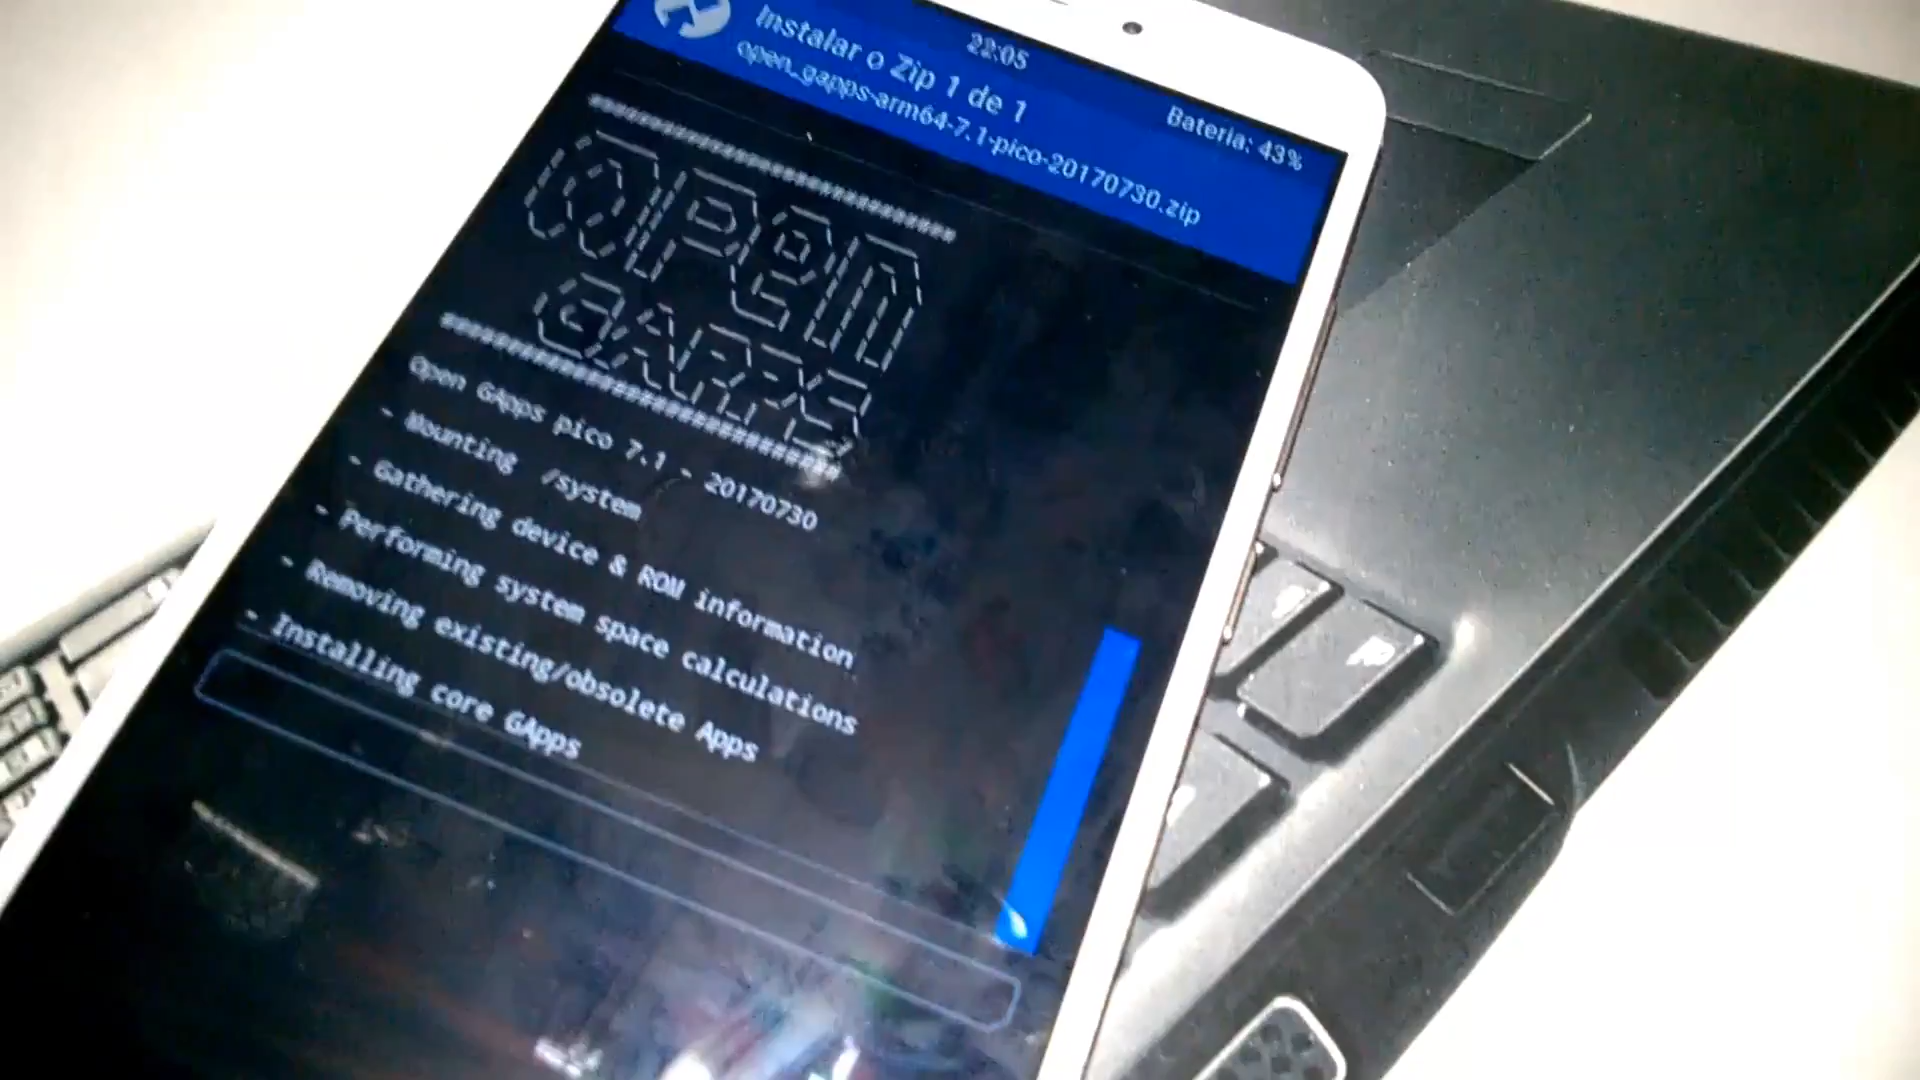 22:05
Bateria: 43%
Instalar o Zip 1 de 1
open_gapps-arm64-7.1-pico-20170730.zip
##############################
OPEN
GAPPS
##############################
Open GApps pico 7.1 - 20170730
- Mounting /system
- Gathering device & ROM information
- Performing system space calculations
- Removing existing/obsolete Apps
- Installing core GApps